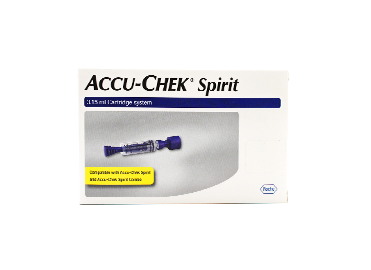 ACCU-CHEK® Spirit
3.15 ml Cartridge system
Compatible with Accu-Chek Spirit
and Accu-Chek Spirit Combo
Roche